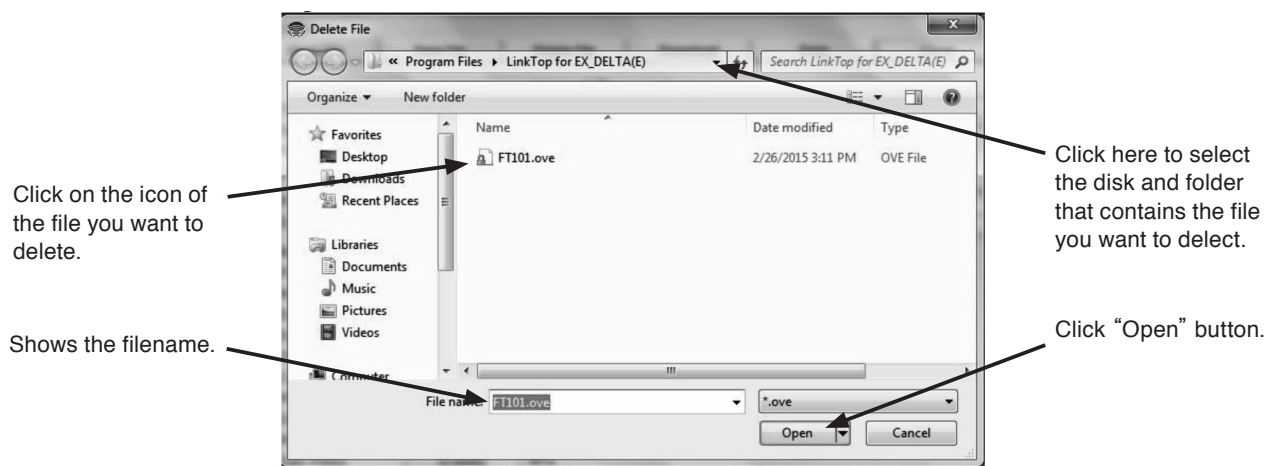 Delete File
« Program Files ▸ LinkTop for EX_DELTA(E)
Search LinkTop for EX_DELTA(E)
Organize
New folder
Name
Date modified
Type
Favorites
Desktop
Downloads
Recent Places
Libraries
Documents
Music
Pictures
Videos
Computer
FT101.ove
2/26/2015 3:11 PM
OVE File
File name:
FT101.ove
*.ove
Open
Cancel
Click on the icon of
the file you want to
delete.
Shows the filename.
Click here to select
the disk and folder
that contains the file
you want to delect.
Click “Open” button.